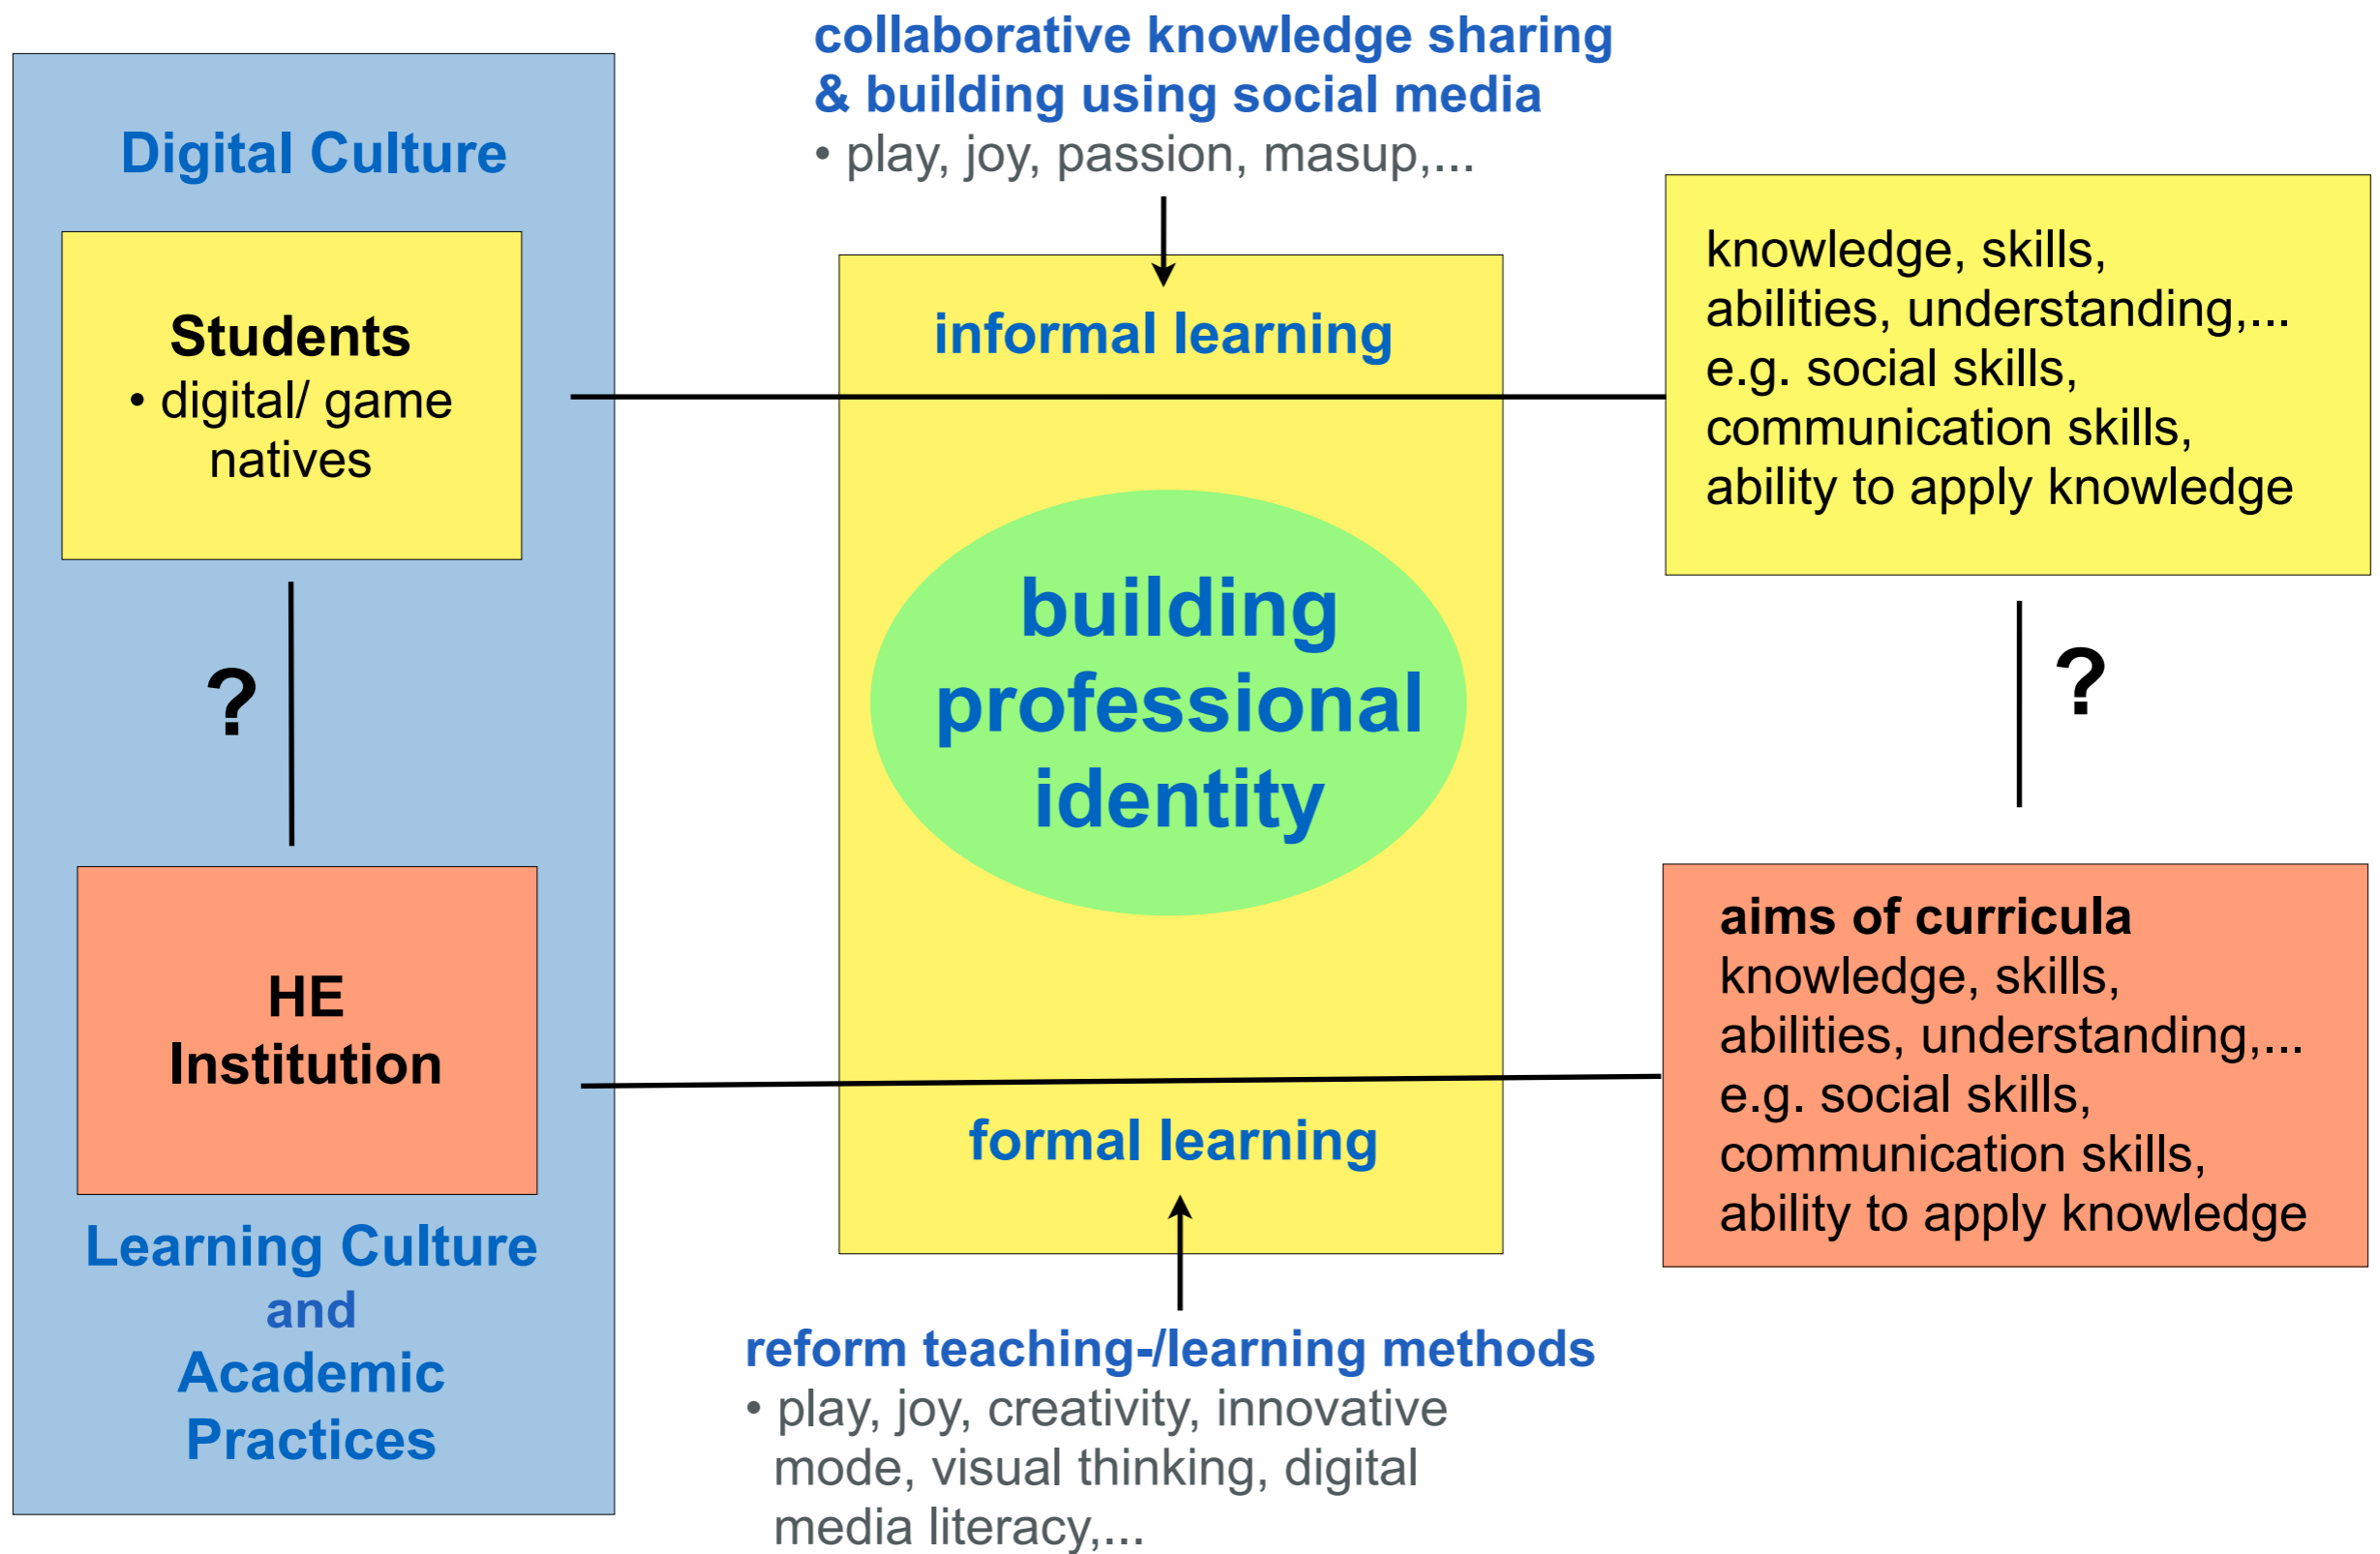 Digital Culture
Students
• digital/ game
natives
?
HE
Institution
Learning Culture
and
Academic
Practices
collaborative knowledge sharing
& building using social media
• play, joy, passion, masup,...
informal learning
building
professional
identity
formal learning
reform teaching-/learning methods
• play, joy, creativity, innovative
mode, visual thinking, digital
media literacy,...
knowledge, skills,
abilities, understanding,...
e.g. social skills,
communication skills,
ability to apply knowledge
?
aims of curricula
knowledge, skills,
abilities, understanding,...
e.g. social skills,
communication skills,
ability to apply knowledge